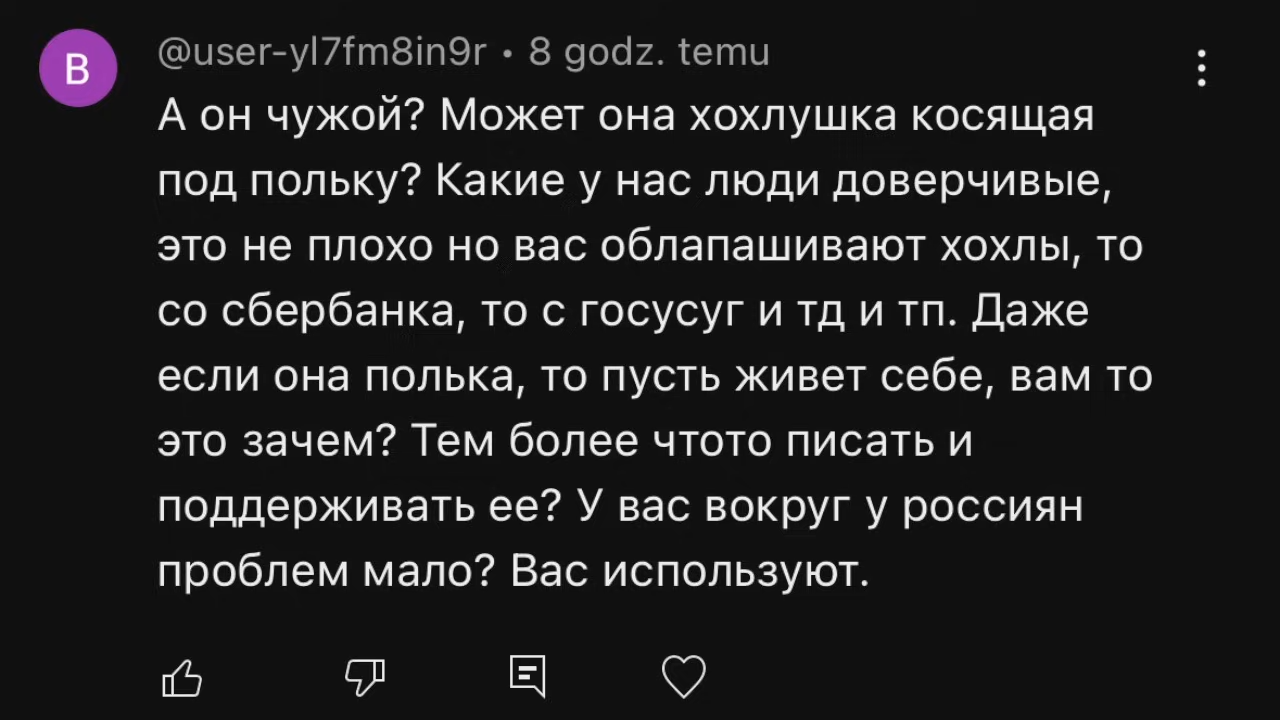 B
@user-yl7fm8in9r • 8 godz. temu
А он чужой? Может она хохлушка косящая
под польку? Какие у нас люди доверчивые,
это не плохо но вас облапашивают хохлы, то
со сбербанка, то с госусуг и тд и тп. Даже
если она полька, то пусть живет себе, вам то
это зачем? Тем более чтото писать и
поддерживать ее? У вас вокруг у россиян
проблем мало? Вас используют.